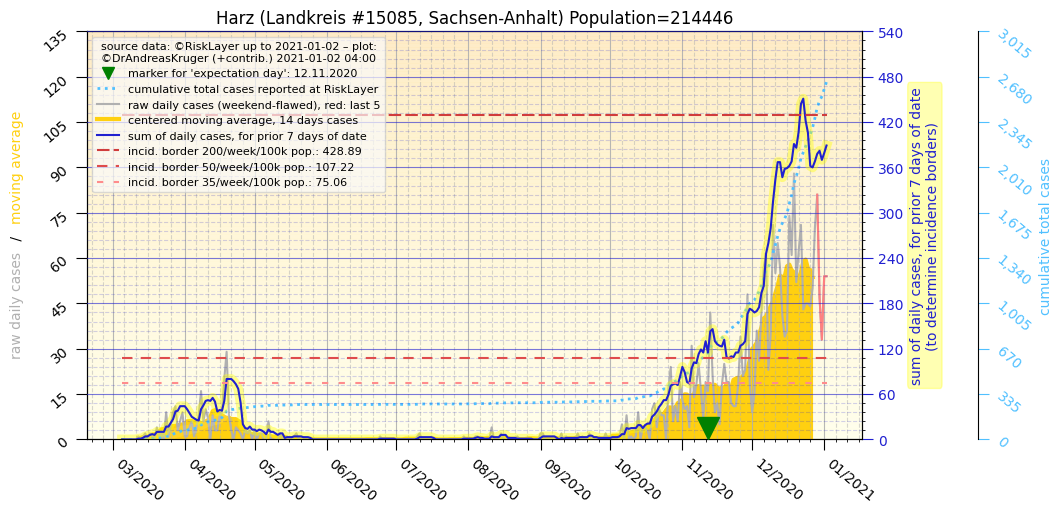 Harz (Landkreis #15085, Sachsen-Anhalt) Population=214446
source data: ©RiskLayer up to 2021-01-02 – plot:
©DrAndreasKruger (+contrib.) 2021-01-02 04:00
marker for 'expectation day': 12.11.2020
cumulative total cases reported at RiskLayer
raw daily cases (weekend-flawed), red: last 5
centered moving average, 14 days cases
sum of daily cases, for prior 7 days of date
incid. border 200/week/100k pop.: 428.89
incid. border 50/week/100k pop.: 107.22
incid. border 35/week/100k pop.: 75.06
raw daily cases / moving average
135
120
105
90
75
60
45
30
15
0
540
480
420
360
300
240
180
120
60
0
sum of daily cases, for prior 7 days of date
(to determine incidence borders)
3,015
2,680
2,345
2,010
1,675
1,340
1,005
670
335
0
cumulative total cases
03/2020
04/2020
05/2020
06/2020
07/2020
08/2020
09/2020
10/2020
11/2020
12/2020
01/2021